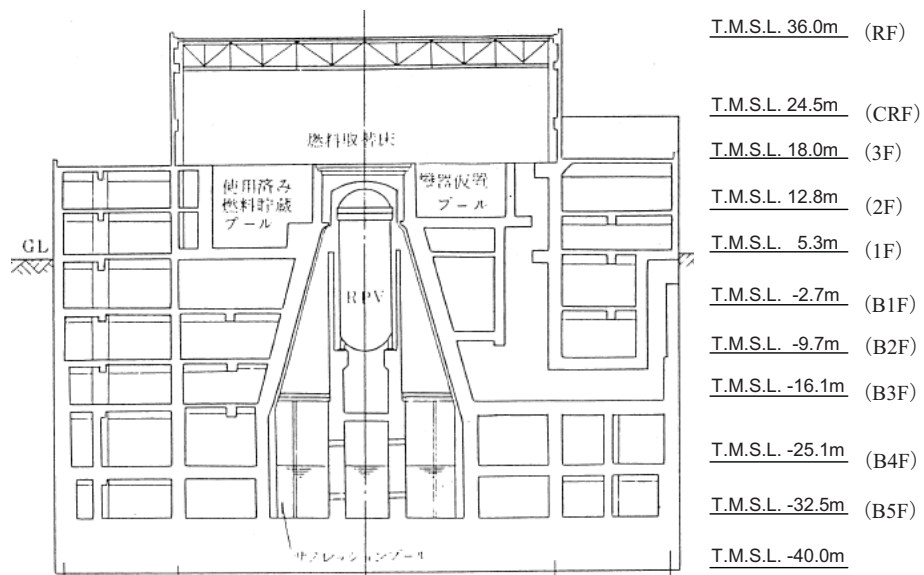 T.M.S.L. 36.0m (RF)
T.M.S.L. 24.5m (CRF)
燃料取替床
T.M.S.L. 18.0m (3F)
使用済み
燃料貯蔵
プール
機器仮置
プール
T.M.S.L. 12.8m (2F)
GL
T.M.S.L. 5.3m (1F)
RPV
T.M.S.L. -2.7m (B1F)
T.M.S.L. -9.7m (B2F)
T.M.S.L. -16.1m (B3F)
T.M.S.L. -25.1m (B4F)
T.M.S.L. -32.5m (B5F)
サプレッションプール
T.M.S.L. -40.0m